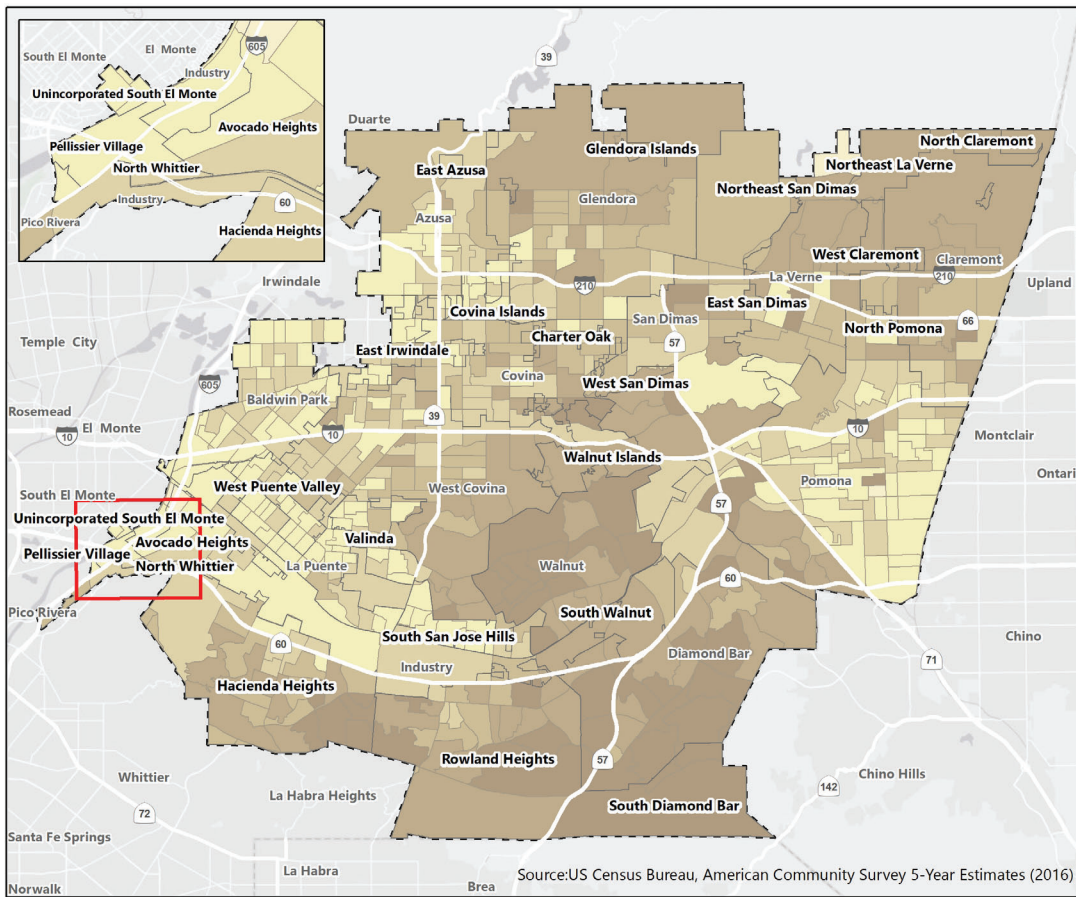 605
South El Monte
El Monte
Industry
Unincorporated South El Monte
Avocado Heights
Pellissier Village
North Whittier
Industry
60
Pico Rivera
Hacienda Heights
39
Duarte
North Claremont
Glendora Islands
Northeast La Verne
East Azusa
Northeast San Dimas
Glendora
Azusa
West Claremont
Claremont
Irwindale
La Verne
210
210
Upland
East San Dimas
Covina Islands
San Dimas
North Pomona
66
Temple City
Charter Oak
57
East Irwindale
Covina
West San Dimas
605
Baldwin Park
Rosemead
39
10
El Monte
10
10
Montclair
Walnut Islands
Ontari
South El Monte
West Puente Valley
West Covina
Pomona
57
Unincorporated South El Monte
Avocado Heights
Valinda
Pellissier Village
North Whittier
La Puente
Walnut
60
Pico Rivera
South Walnut
South San Jose Hills
Chino
60
Industry
Diamond Bar
71
Hacienda Heights
Rowland Heights
57
Whittier
Chino Hills
La Habra Heights
142
South Diamond Bar
72
Santa Fe Springs
La Habra
Source:US Census Bureau, American Community Survey 5-Year Estimates (2016)
Norwalk
Brea